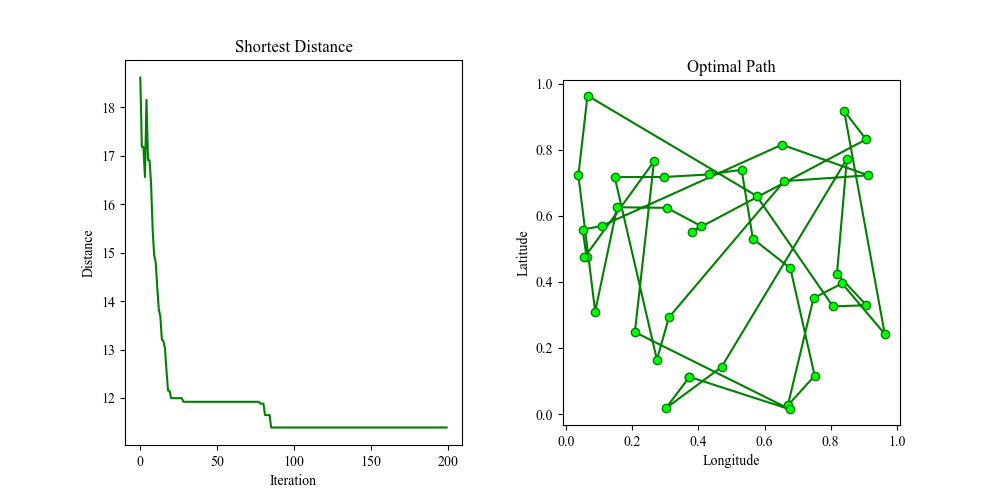 Shortest Distance
Distance
18
17
16
15
14
13
12
0 50 100 150 200
Iteration
Optimal Path
Latitude
1.0
0.8
0.6
0.4
0.2
0.0
0.0 0.2 0.4 0.6 0.8 1.0
Longitude